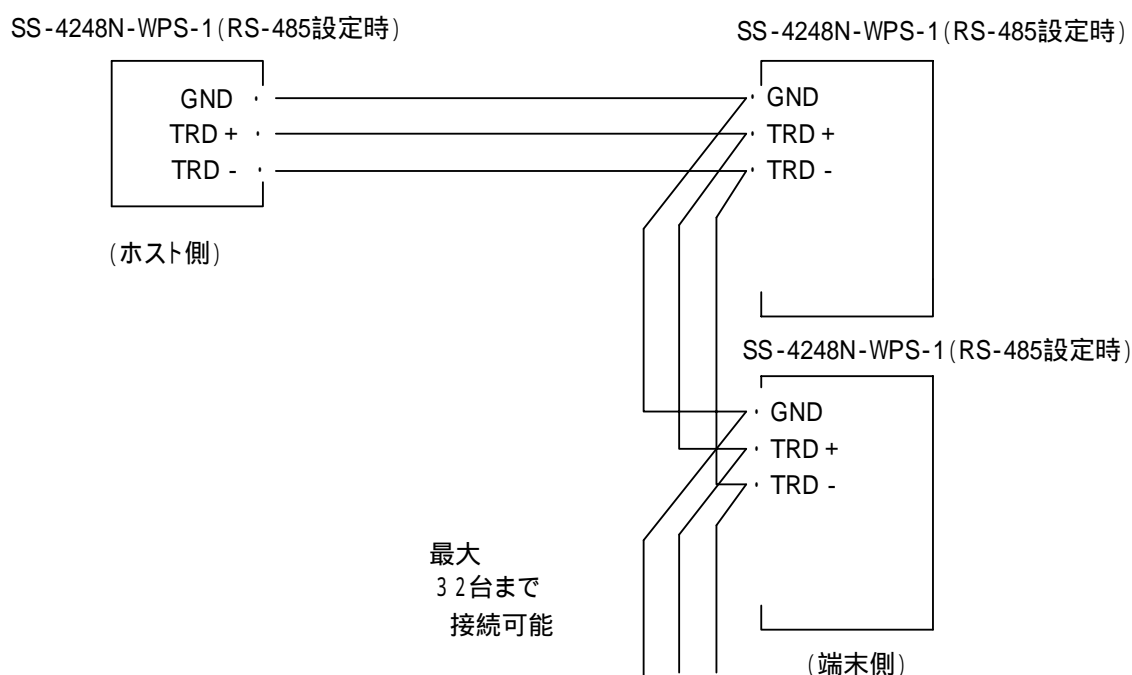 SS-4248N-WPS-1(RS-485設定時)
GND
TRD +
TRD -
(ホスト側)
SS-4248N-WPS-1(RS-485設定時)
GND
TRD +
TRD -
SS-4248N-WPS-1(RS-485設定時)
GND
TRD +
TRD -
最大
32台まで
接続可能
(端末側)